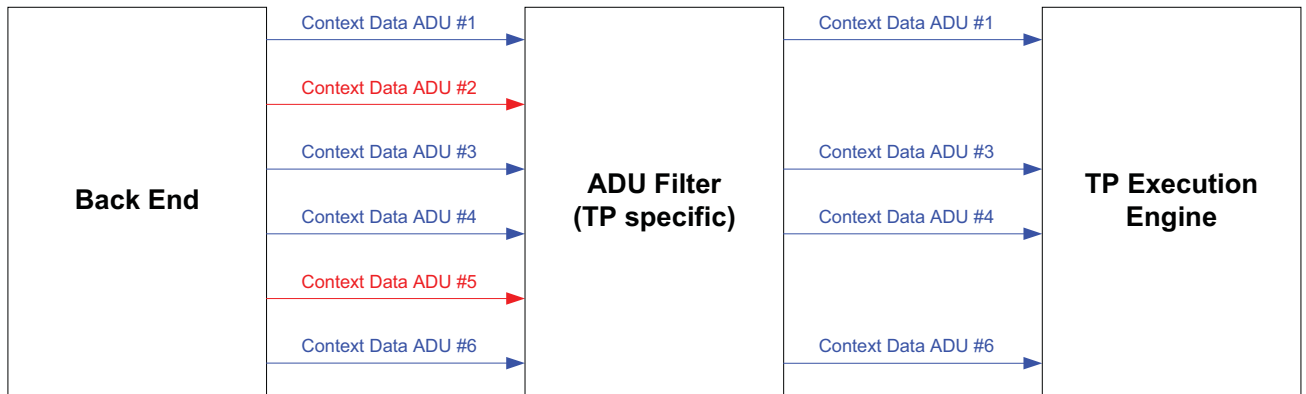 Context Data ADU #1
Context Data ADU #1
Context Data ADU #2
Context Data ADU #3
Context Data ADU #3
Back End
ADU Filter
(TP specific)
TP Execution
Engine
Context Data ADU #4
Context Data ADU #4
Context Data ADU #5
Context Data ADU #6
Context Data ADU #6